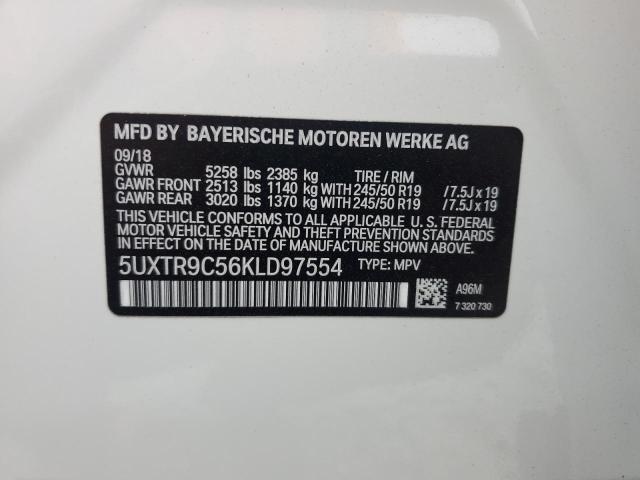 MFD BY BAYERISCHE MOTOREN WERKE AG
09/18
GVWR 5258 lbs 2385 kg TIRE / RIM
GAWR FRONT 2513 lbs 1140 kg WITH 245/50 R19 /7.5J x 19
GAWR REAR 3020 lbs 1370 kg WITH 245/50 R19 /7.5J x 19
THIS VEHICLE CONFORMS TO ALL APPLICABLE U. S. FEDERAL
MOTOR VEHICLE SAFETY AND THEFT PREVENTION STANDARDS
IN EFFECT ON THE DATE OF MANUFACTURE SHOWN ABOVE.
5UXTR9C56KLD97554 TYPE: MPV
A96M
7 320 730